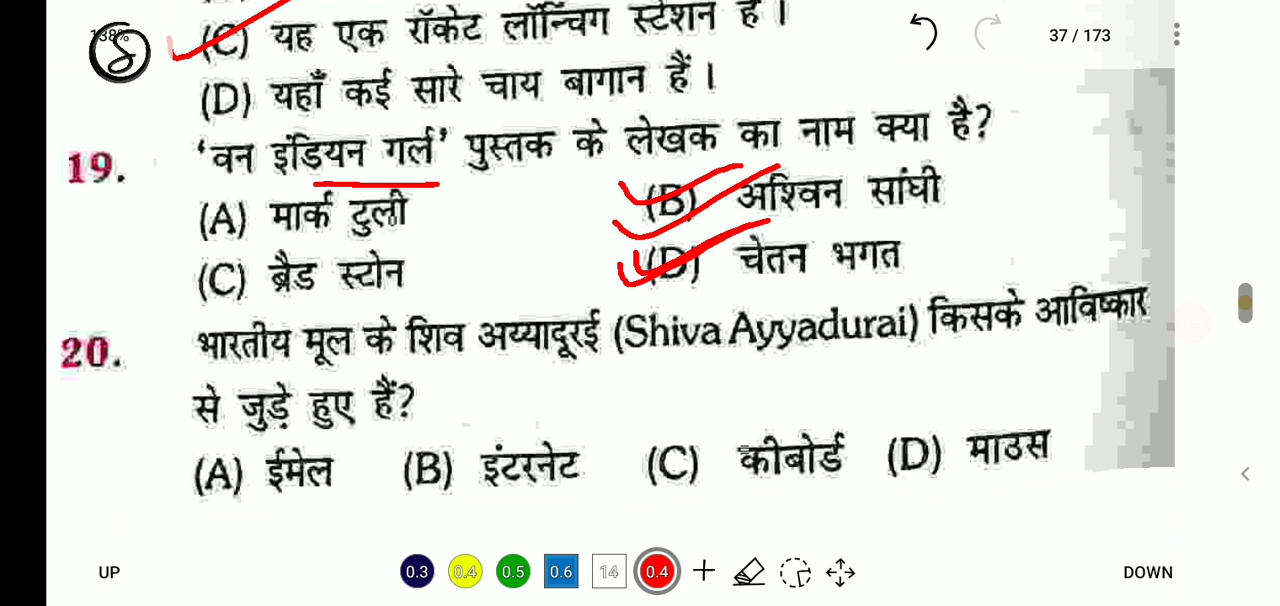 138%
8
37 / 173
(C) यह एक रॉकेट लॉन्चिंग स्टेशन है ।
(D) यहाँ कई सारे चाय बागान हैं ।
19. ‘वन इंडियन गर्ल’ पुस्तक के लेखक का नाम क्या है?
(A) मार्क टुली (B) अश्विन सांघी
(C) ब्रैड स्टोन (D) चेतन भगत
20. भारतीय मूल के शिव अय्यादूरई (Shiva Ayyadurai) किसके आविष्कार
से जुड़े हुए हैं?
(A) ईमेल (B) इंटरनेट (C) कीबोर्ड (D) माउस
UP 0.3 0.4 0.5 0.6 14 0.4 DOWN